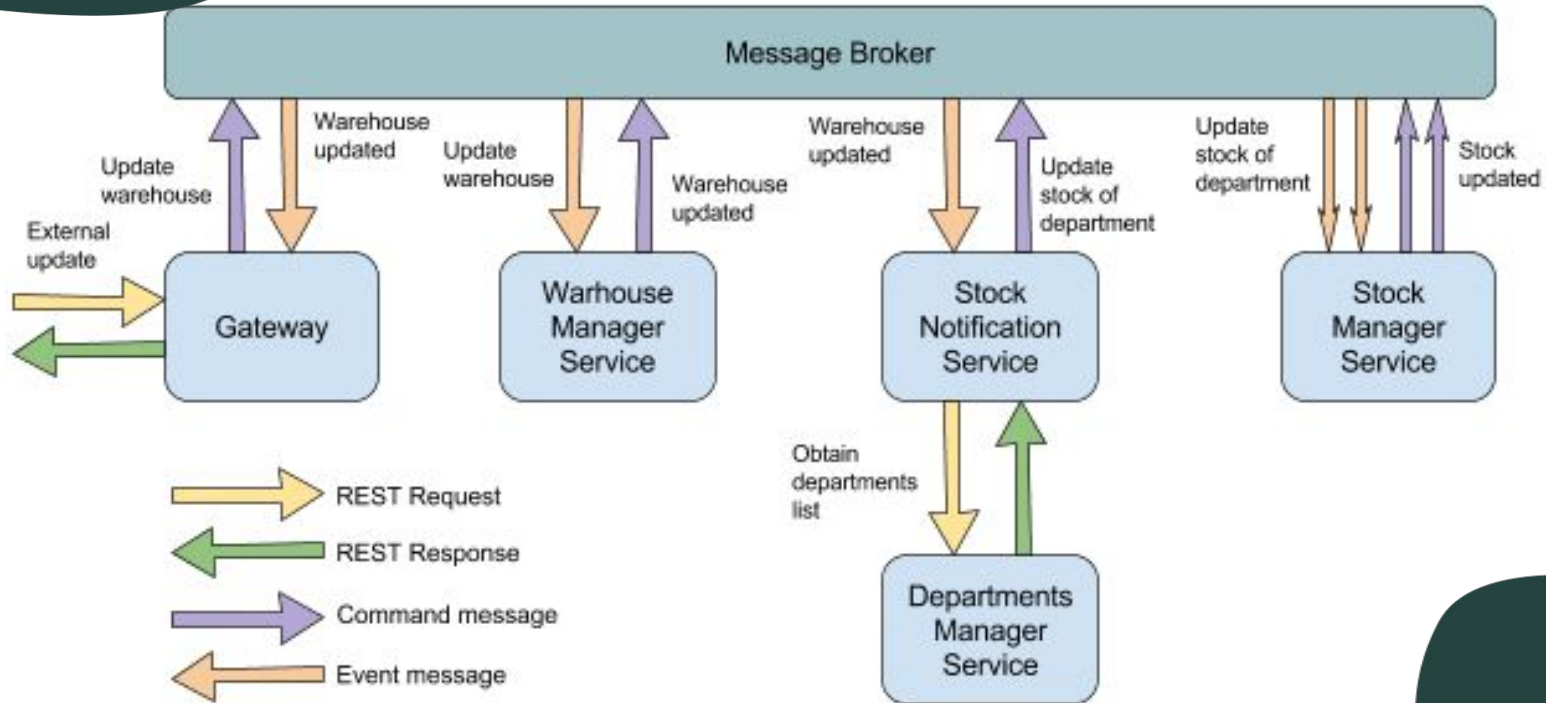 Message Broker
Warehouse
updated
Update
warehouse
Update
warehouse
Warehouse
updated
Warehouse
updated
Update
stock of
department
Update
stock of
department
Stock
updated
External
update
Gateway
Warhouse
Manager
Service
Stock
Notification
Service
Stock
Manager
Service
Obtain
departments
list
REST Request
REST Response
Command message
Event message
Departments
Manager
Service